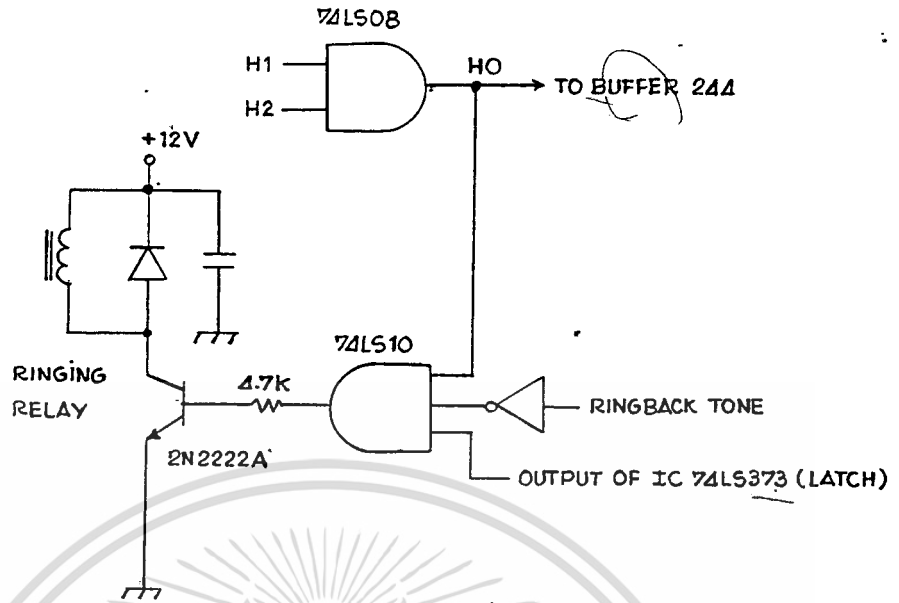 74LS08
H1
H2
HO
TO BUFFER 244
+12V
74LS10
RINGING
RELAY
4.7K
2N2222A
RINGBACK TONE
OUTPUT OF IC 74LS373 (LATCH)